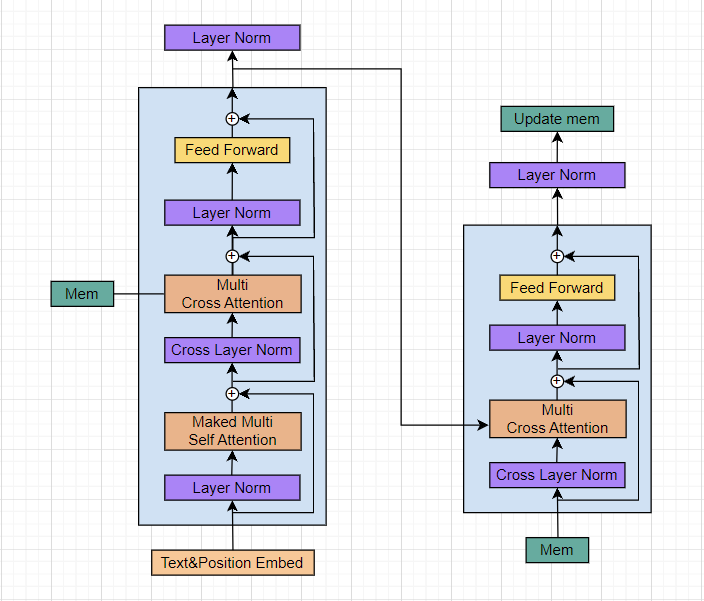 Layer Norm
Feed Forward
Layer Norm
Multi
Cross Attention
Mem
Cross Layer Norm
Maked Multi
Self Attention
Layer Norm
Text&Position Embed
Update mem
Layer Norm
Feed Forward
Layer Norm
Multi
Cross Attention
Cross Layer Norm
Mem